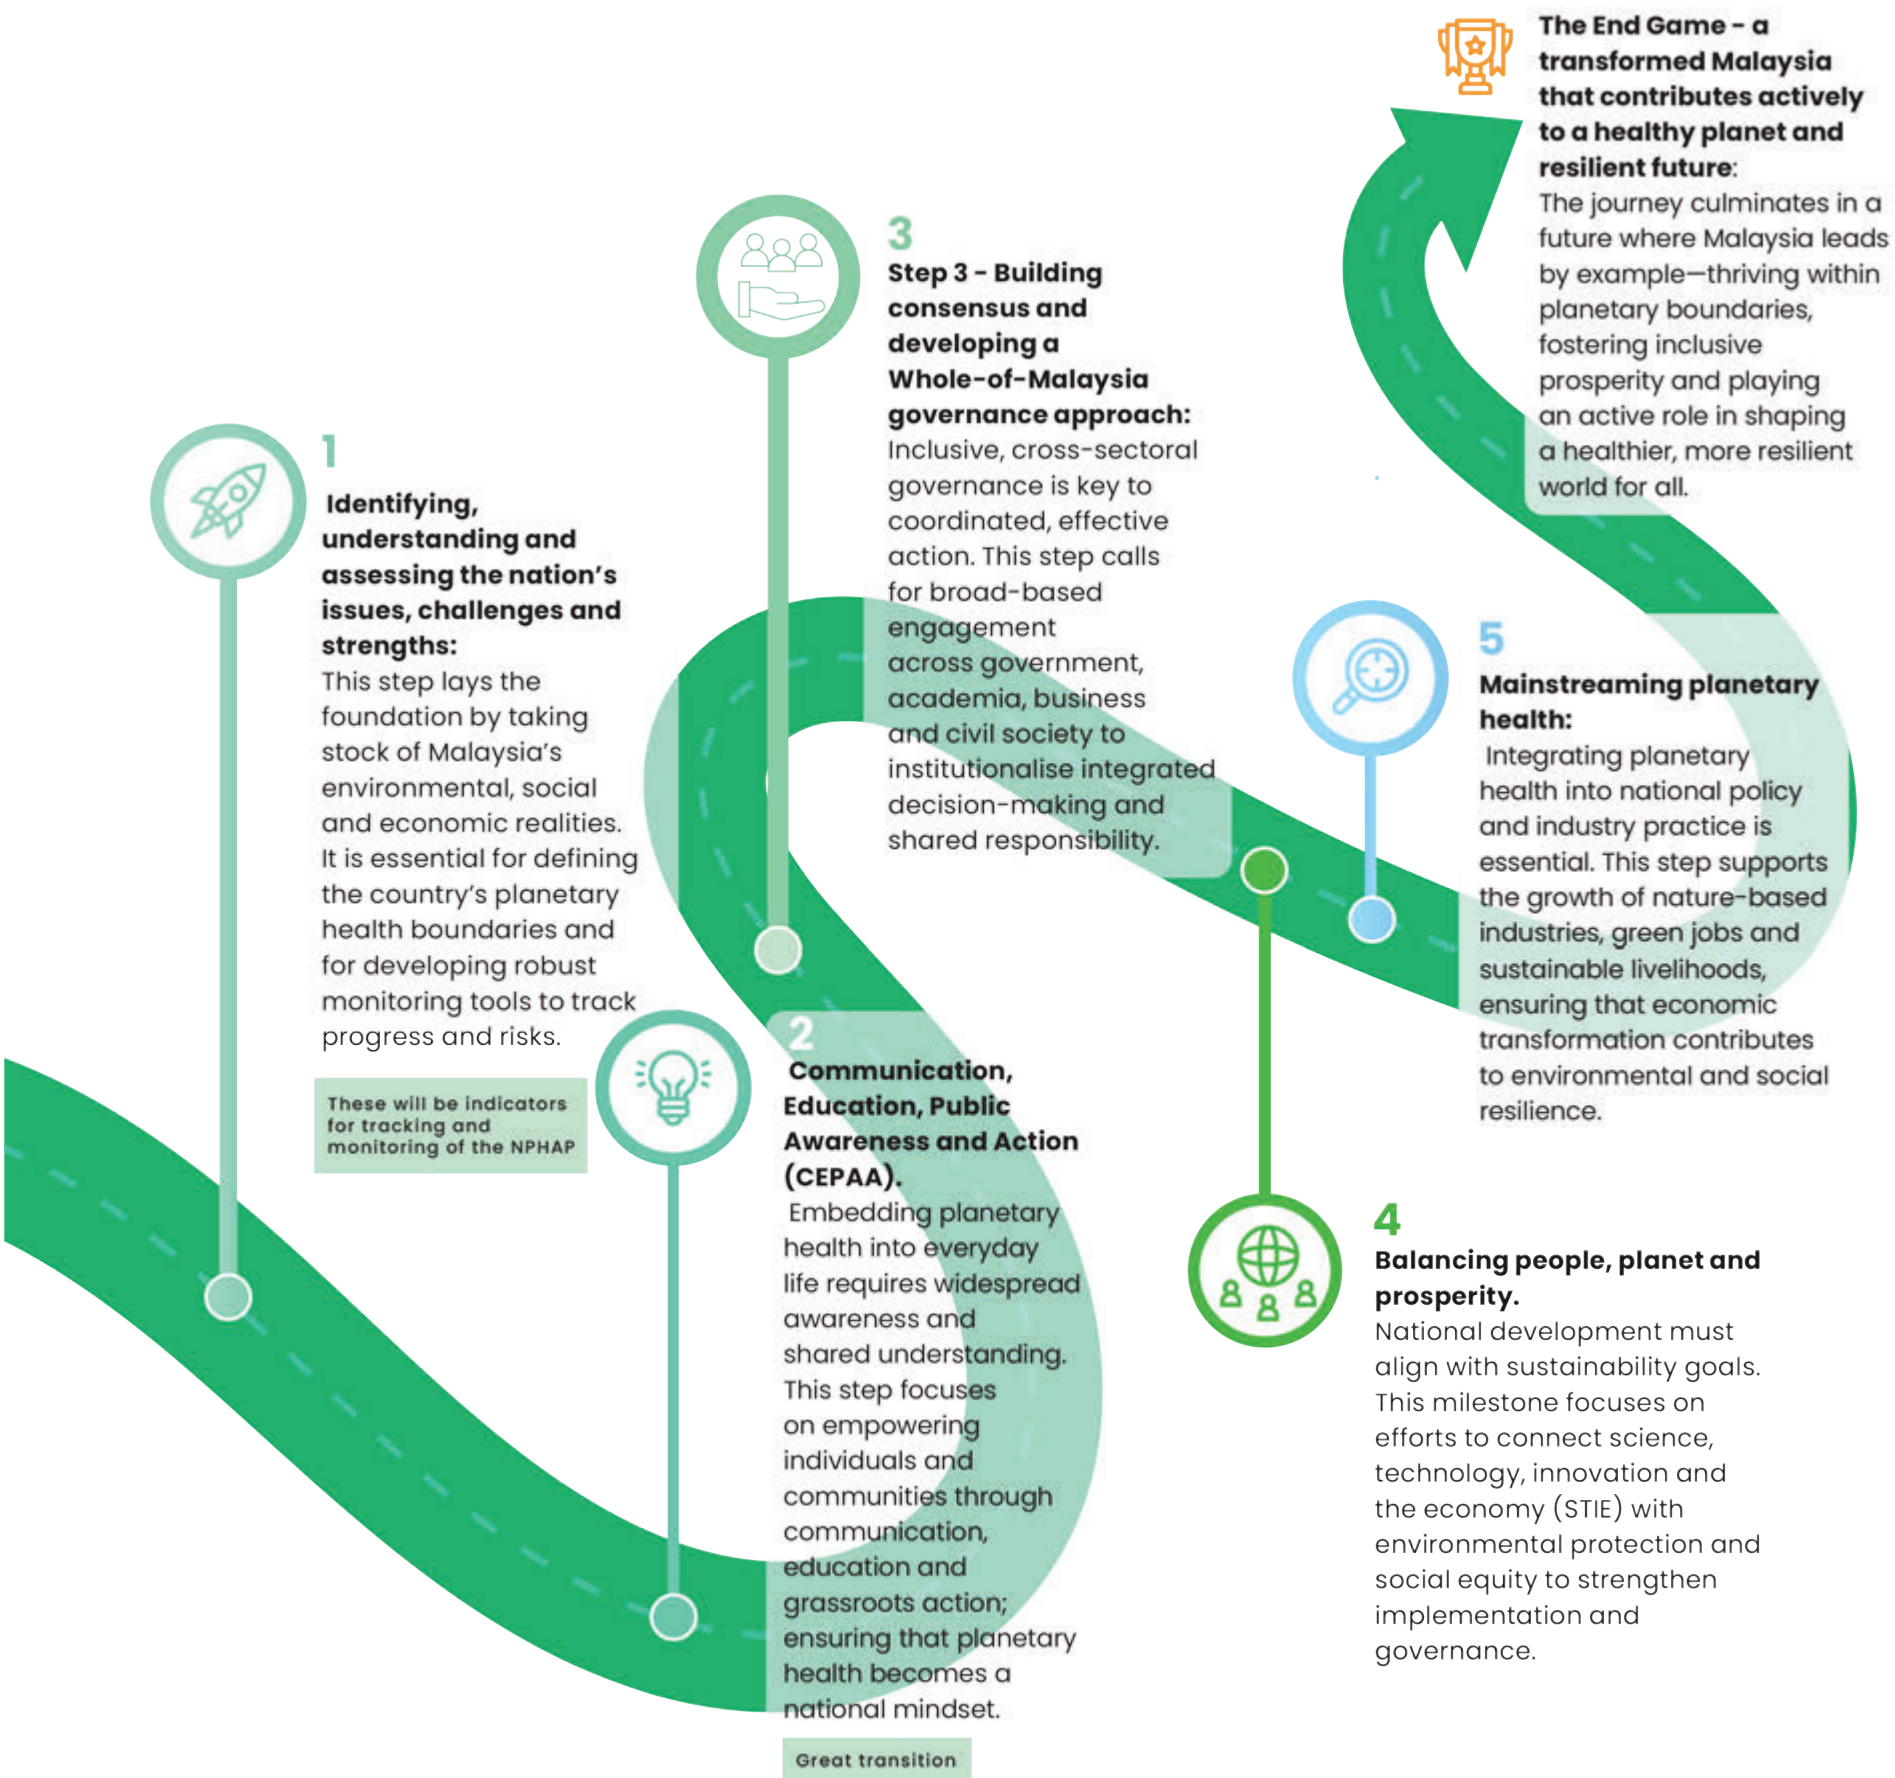 1
Identifying,
understanding and
assessing the nation's
issues, challenges and
strengths:
This step lays the
foundation by taking
stock of Malaysia's
environmental, social
and economic realities.
It is essential for defining
the country's planetary
health boundaries and
for developing robust
monitoring tools to track
progress and risks.
These will be indicators
for tracking and
monitoring of the NPHAP
2
Communication,
Education, Public
Awareness and Action
(CEPAA).
Embedding planetary
health into everyday
life requires widespread
awareness and
shared understanding.
This step focuses
on empowering
individuals and
communities through
communication,
education and
grassroots action;
ensuring that planetary
health becomes a
national mindset.
Great transition
3
Step 3 - Building
consensus and
developing a
Whole-of-Malaysia
governance approach:
Inclusive, cross-sectoral
governance is key to
coordinated, effective
action. This step calls
for broad-based
engagement
across government,
academia, business
and civil society to
institutionalise integrated
decision-making and
shared responsibility.
4
Balancing people, planet and
prosperity.
National development must
align with sustainability goals.
This milestone focuses on
efforts to connect science,
technology, innovation and
the economy (STIE) with
environmental protection and
social equity to strengthen
implementation and
governance.
5
Mainstreaming planetary
health:
Integrating planetary
health into national policy
and industry practice is
essential. This step supports
the growth of nature-based
industries, green jobs and
sustainable livelihoods,
ensuring that economic
transformation contributes
to environmental and social
resilience.
The End Game - a
transformed Malaysia
that contributes actively
to a healthy planet and
resilient future:
The journey culminates in a
future where Malaysia leads
by example—thriving within
planetary boundaries,
fostering inclusive
prosperity and playing
an active role in shaping
a healthier, more resilient
world for all.